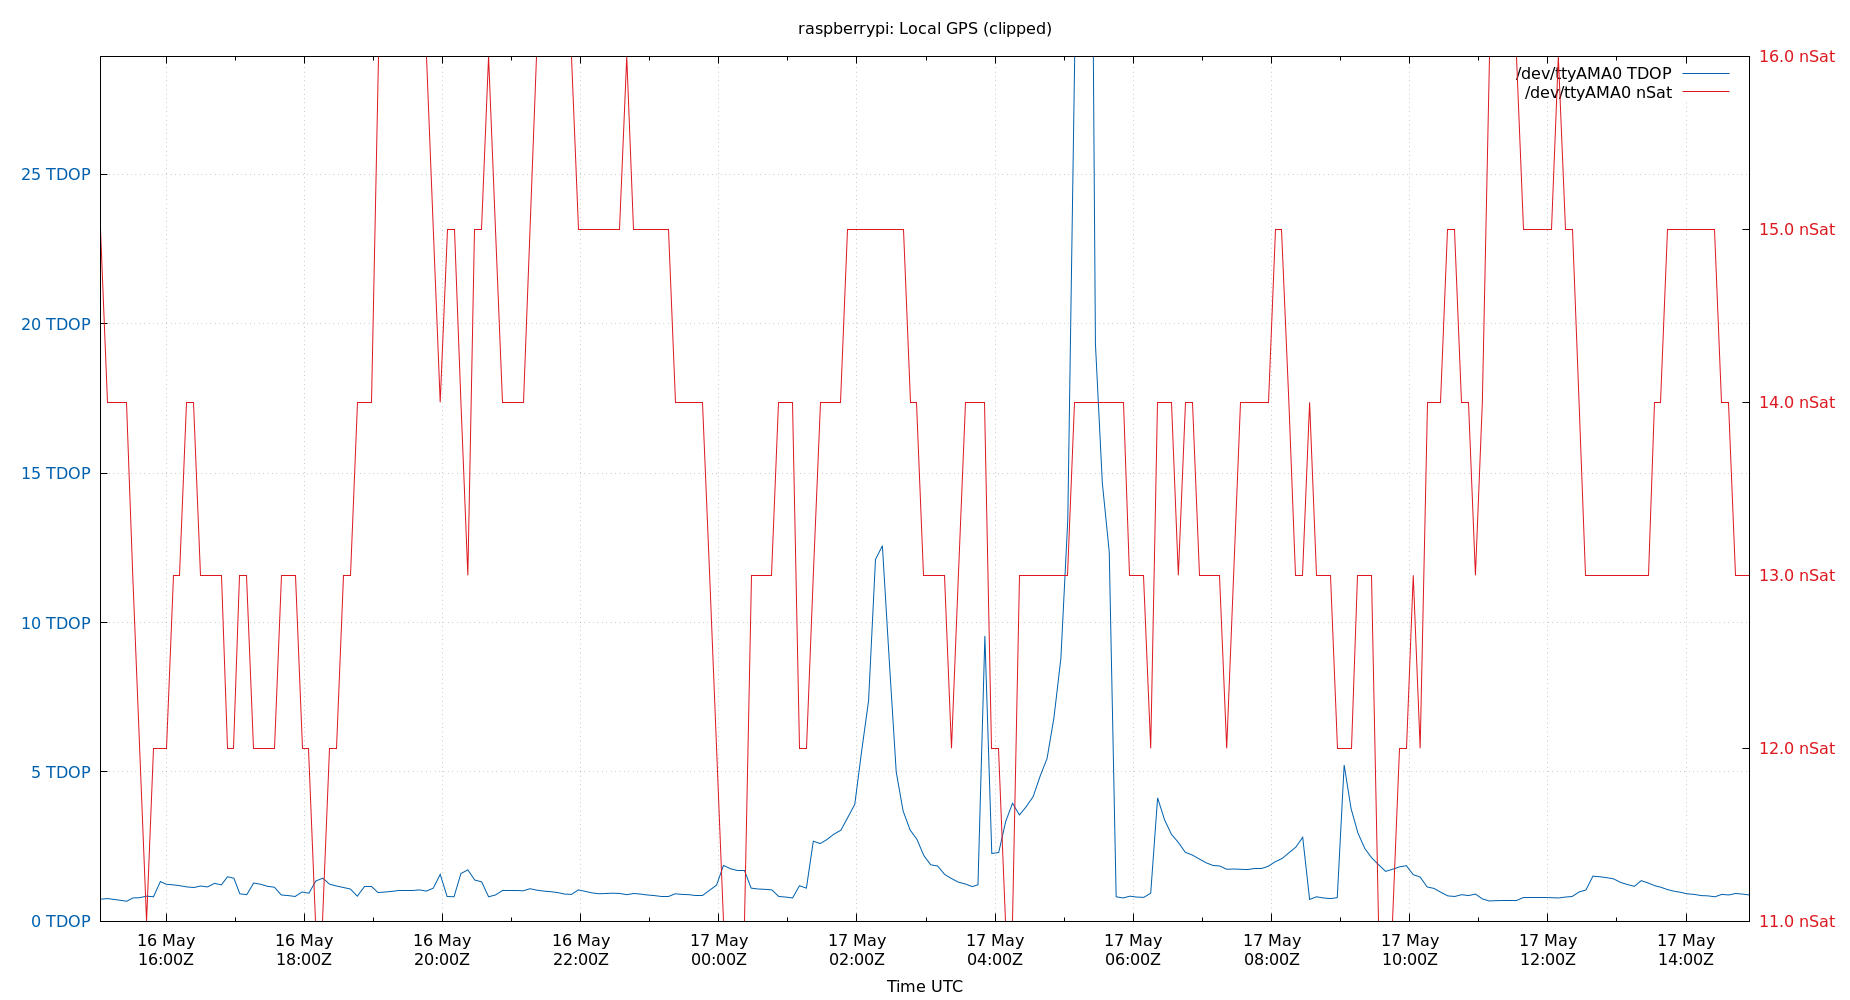 raspberrypi: Local GPS (clipped)
/dev/ttyAMA0 TDOP
/dev/ttyAMA0 nSat
25 TDOP
20 TDOP
15 TDOP
10 TDOP
5 TDOP
0 TDOP
16.0 nSat
15.0 nSat
14.0 nSat
13.0 nSat
12.0 nSat
11.0 nSat
16 May 16 May 16 May 16 May 17 May 17 May 17 May 17 May 17 May 17 May 17 May 17 May
16:00Z 18:00Z 20:00Z 22:00Z 00:00Z 02:00Z 04:00Z 06:00Z 08:00Z 10:00Z 12:00Z 14:00Z
Time UTC